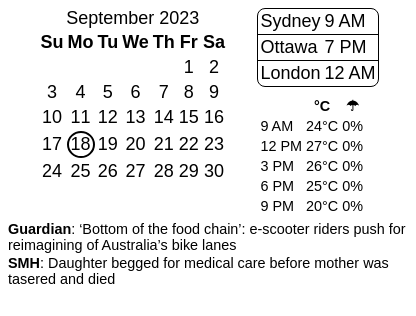 September 2023
Su Mo Tu We Th Fr Sa
1 2
3 4 5 6 7 8 9
10 11 12 13 14 15 16
17 18 19 20 21 22 23
24 25 26 27 28 29 30
Sydney 9 AM
Ottawa 7 PM
London 12 AM
°C ☂
9 AM 24°C 0%
12 PM 27°C 0%
3 PM 26°C 0%
6 PM 25°C 0%
9 PM 20°C 0%
Guardian: ‘Bottom of the food chain’: e-scooter riders push for
reimagining of Australia’s bike lanes
SMH: Daughter begged for medical care before mother was
tasered and died